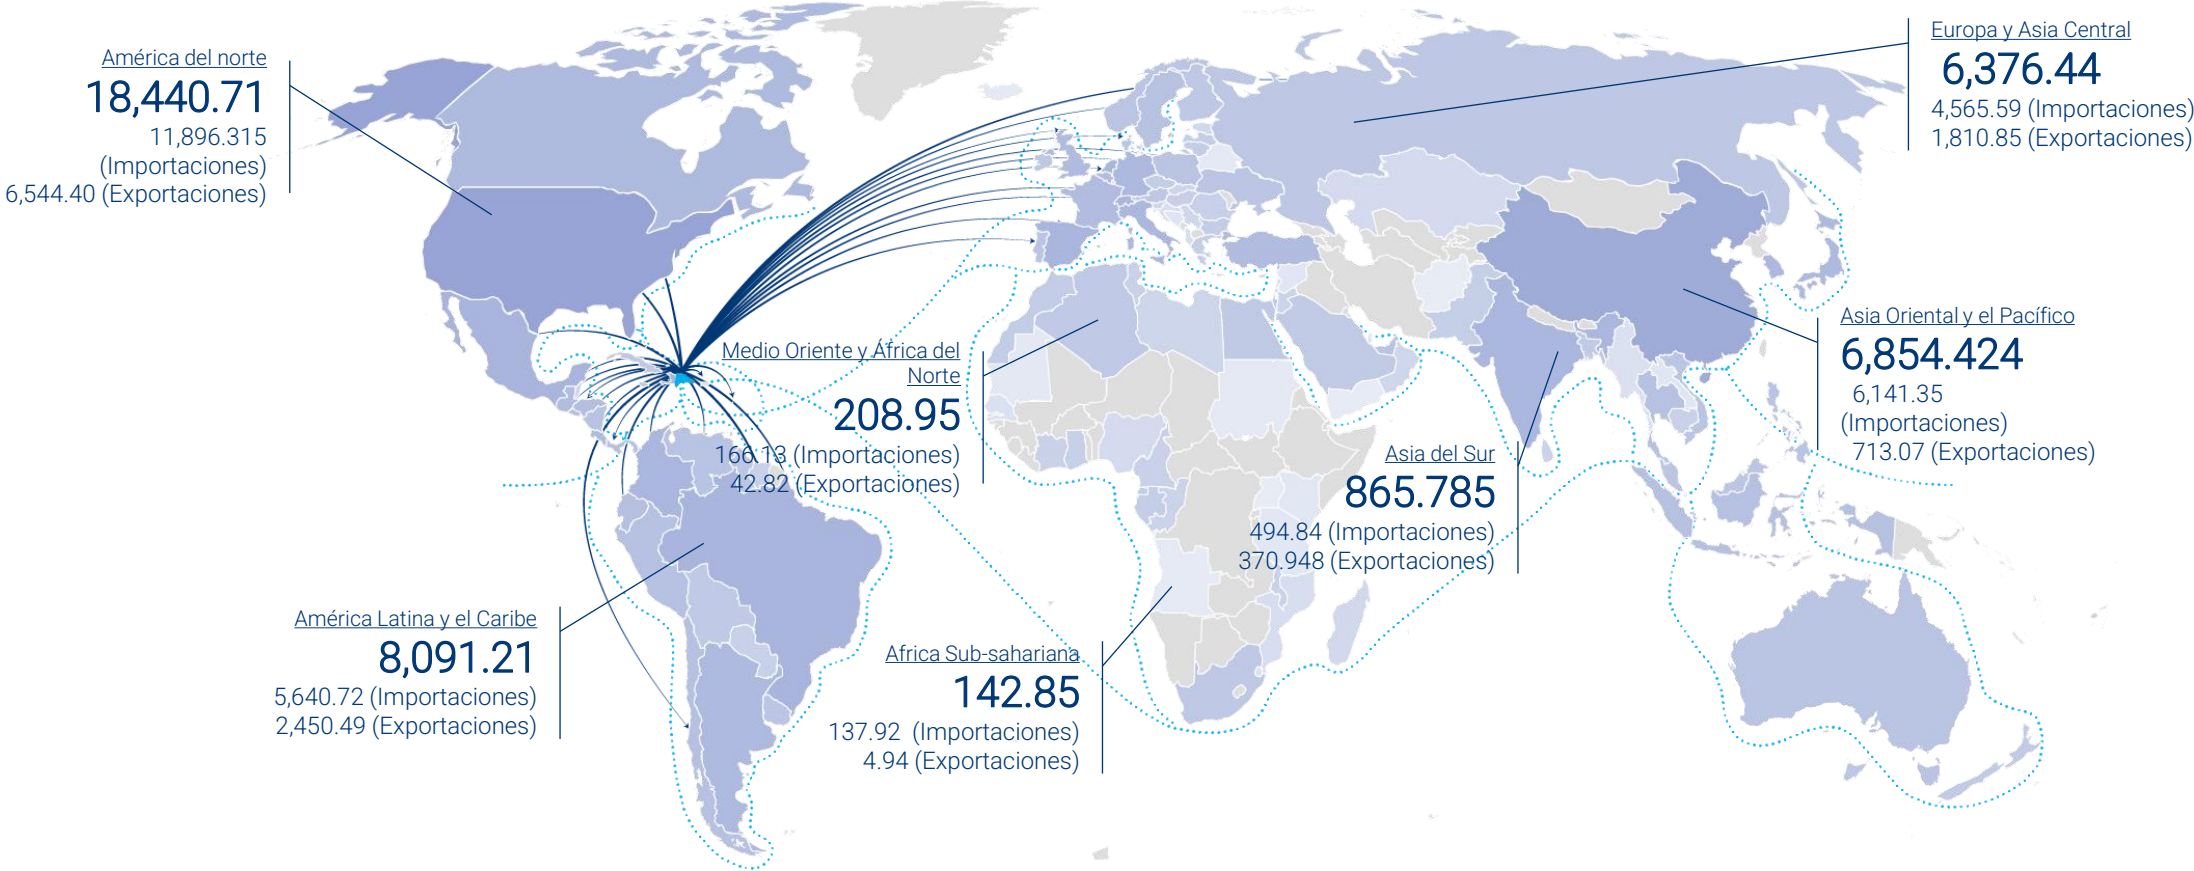 América del norte
18,440.71
11,896.315
(Importaciones)
6,544.40 (Exportaciones)
Europa y Asia Central
6,376.44
4,565.59 (Importaciones)
1,810.85 (Exportaciones)
Medio Oriente y África del
Norte
208.95
166.13 (Importaciones)
42.82 (Exportaciones)
Asia Oriental y el Pacífico
6,854.424
6,141.35
(Importaciones)
713.07 (Exportaciones)
Asia del Sur
865.785
494.84 (Importaciones)
370.948 (Exportaciones)
América Latina y el Caribe
8,091.21
5,640.72 (Importaciones)
2,450.49 (Exportaciones)
Africa Sub-sahariana
142.85
137.92 (Importaciones)
4.94 (Exportaciones)